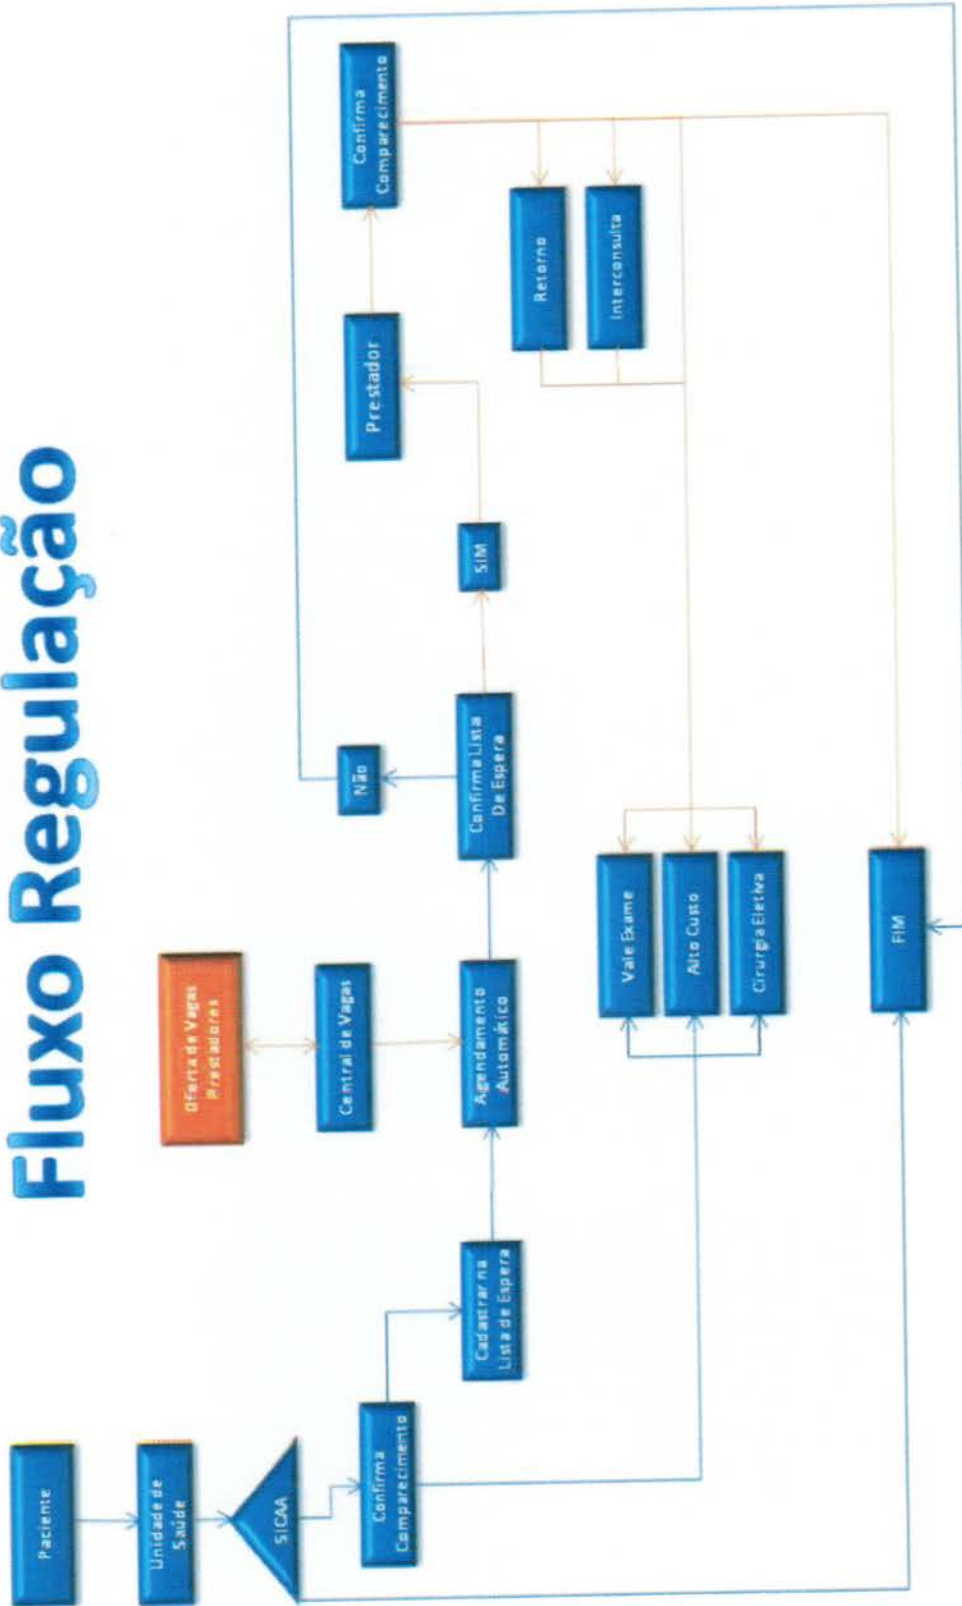 Fluxo Regulação
Paciente
Unidade de
Saúde
SICAA
Confirma
Comparecimento
Cadastrar na
Lista de Espera
Oferta de Vagas
Prestadores
Central de Vagas
Agendamento
Automático
Confirma Lista
De Espera
Não
SIM
Prestador
Confirma
Comparecimento
Retorno
Interconsulta
Vale Exame
Alto Custo
Cirurgia Eletiva
FIM